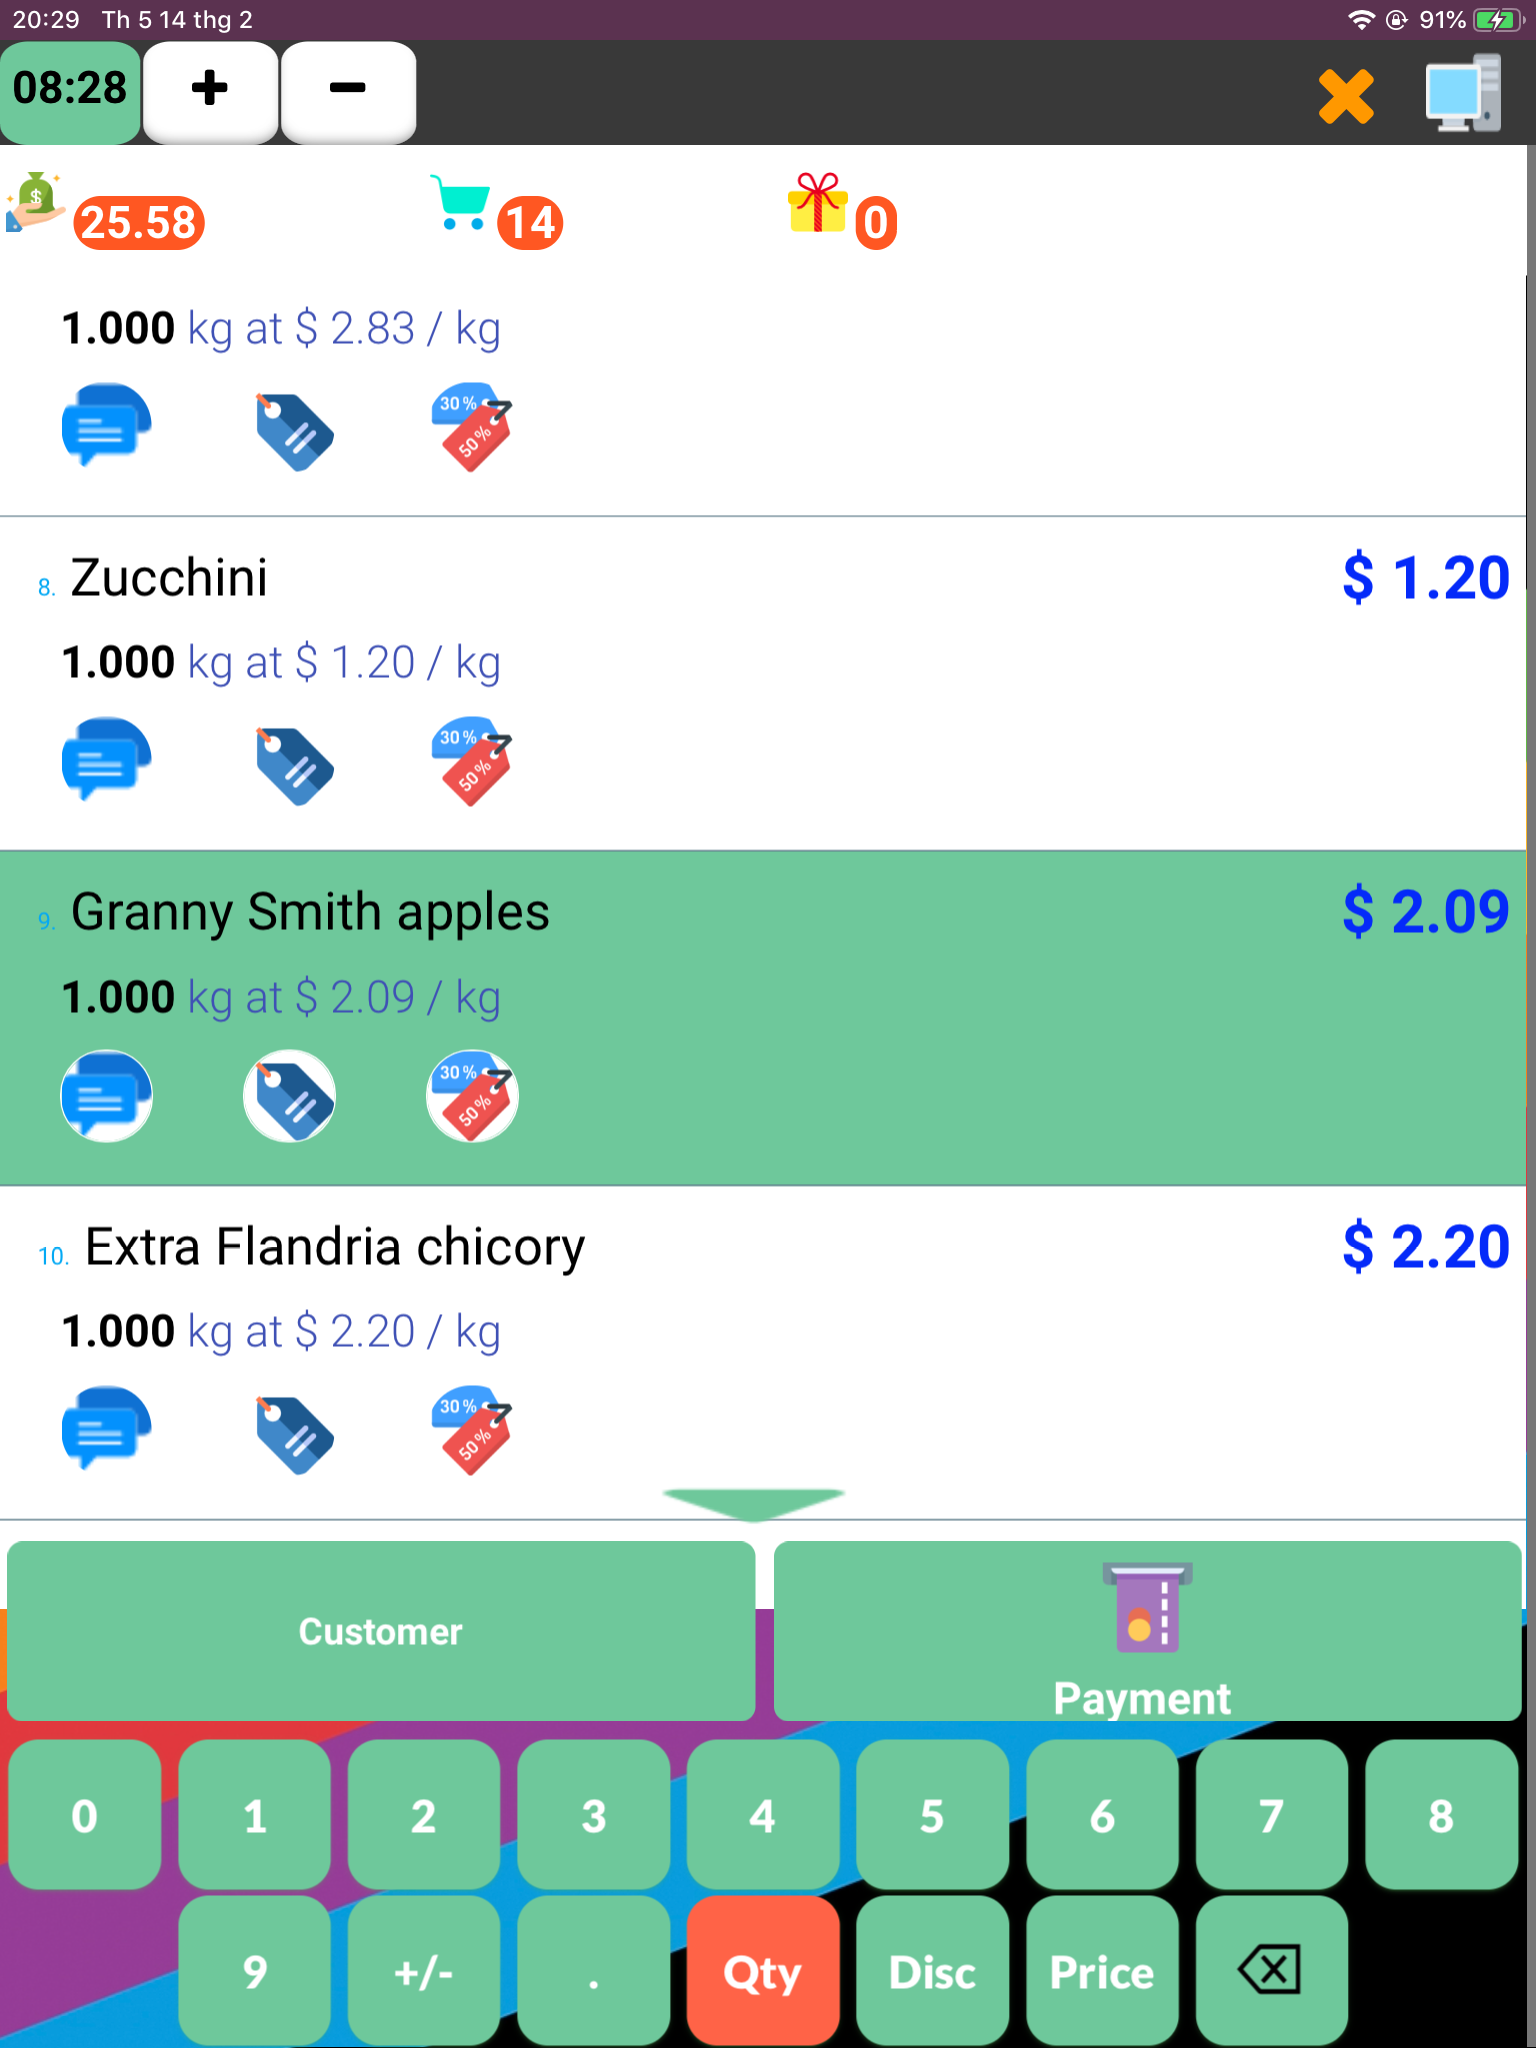 20:29 Th 5 14 thg 2 91%
08:28 + −
25.58 14 0
1.000 kg at $ 2.83 / kg
30% 50%
8. Zucchini $ 1.20
1.000 kg at $ 1.20 / kg
30% 50%
9. Granny Smith apples $ 2.09
1.000 kg at $ 2.09 / kg
30% 50%
10. Extra Flandria chicory $ 2.20
1.000 kg at $ 2.20 / kg
30% 50%
Customer
Payment
0 1 2 3 4 5 6 7 8
9 +/- . Qty Disc Price